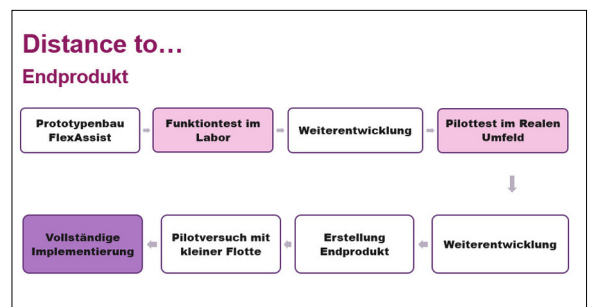 Distance to...
Endprodukt
Prototypenbau
FlexAssist
Funktiontest im
Labor
Weiterentwicklung
Pilottest im Realen
Umfeld
Weiterentwicklung
Erstellung
Endprodukt
Pilotversuch mit
kleiner Flotte
Vollständige
Implementierung